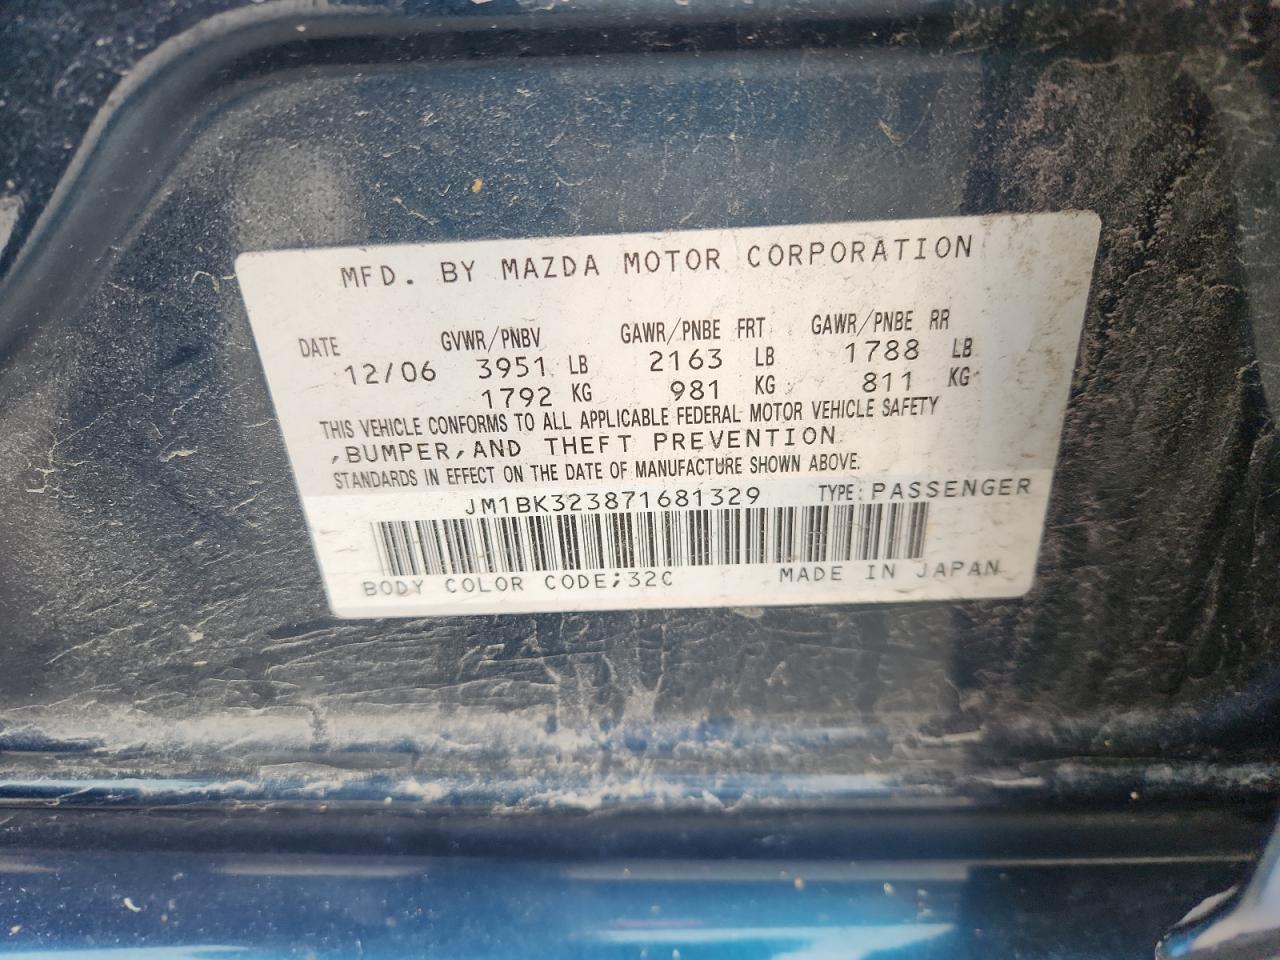 MFD. BY MAZDA MOTOR CORPORATION
DATE GVWR/PNBV GAWR/PNBE FRT GAWR/PNBE RR
12/06 3951 LB 2163 LB 1788 LB
1792 KG 981 KG 811 KG
THIS VEHICLE CONFORMS TO ALL APPLICABLE FEDERAL MOTOR VEHICLE SAFETY
,BUMPER,AND THEFT PREVENTION
STANDARDS IN EFFECT ON THE DATE OF MANUFACTURE SHOWN ABOVE.
JM1BK323871681329 TYPE:PASSENGER
BODY COLOR CODE;32C MADE IN JAPAN